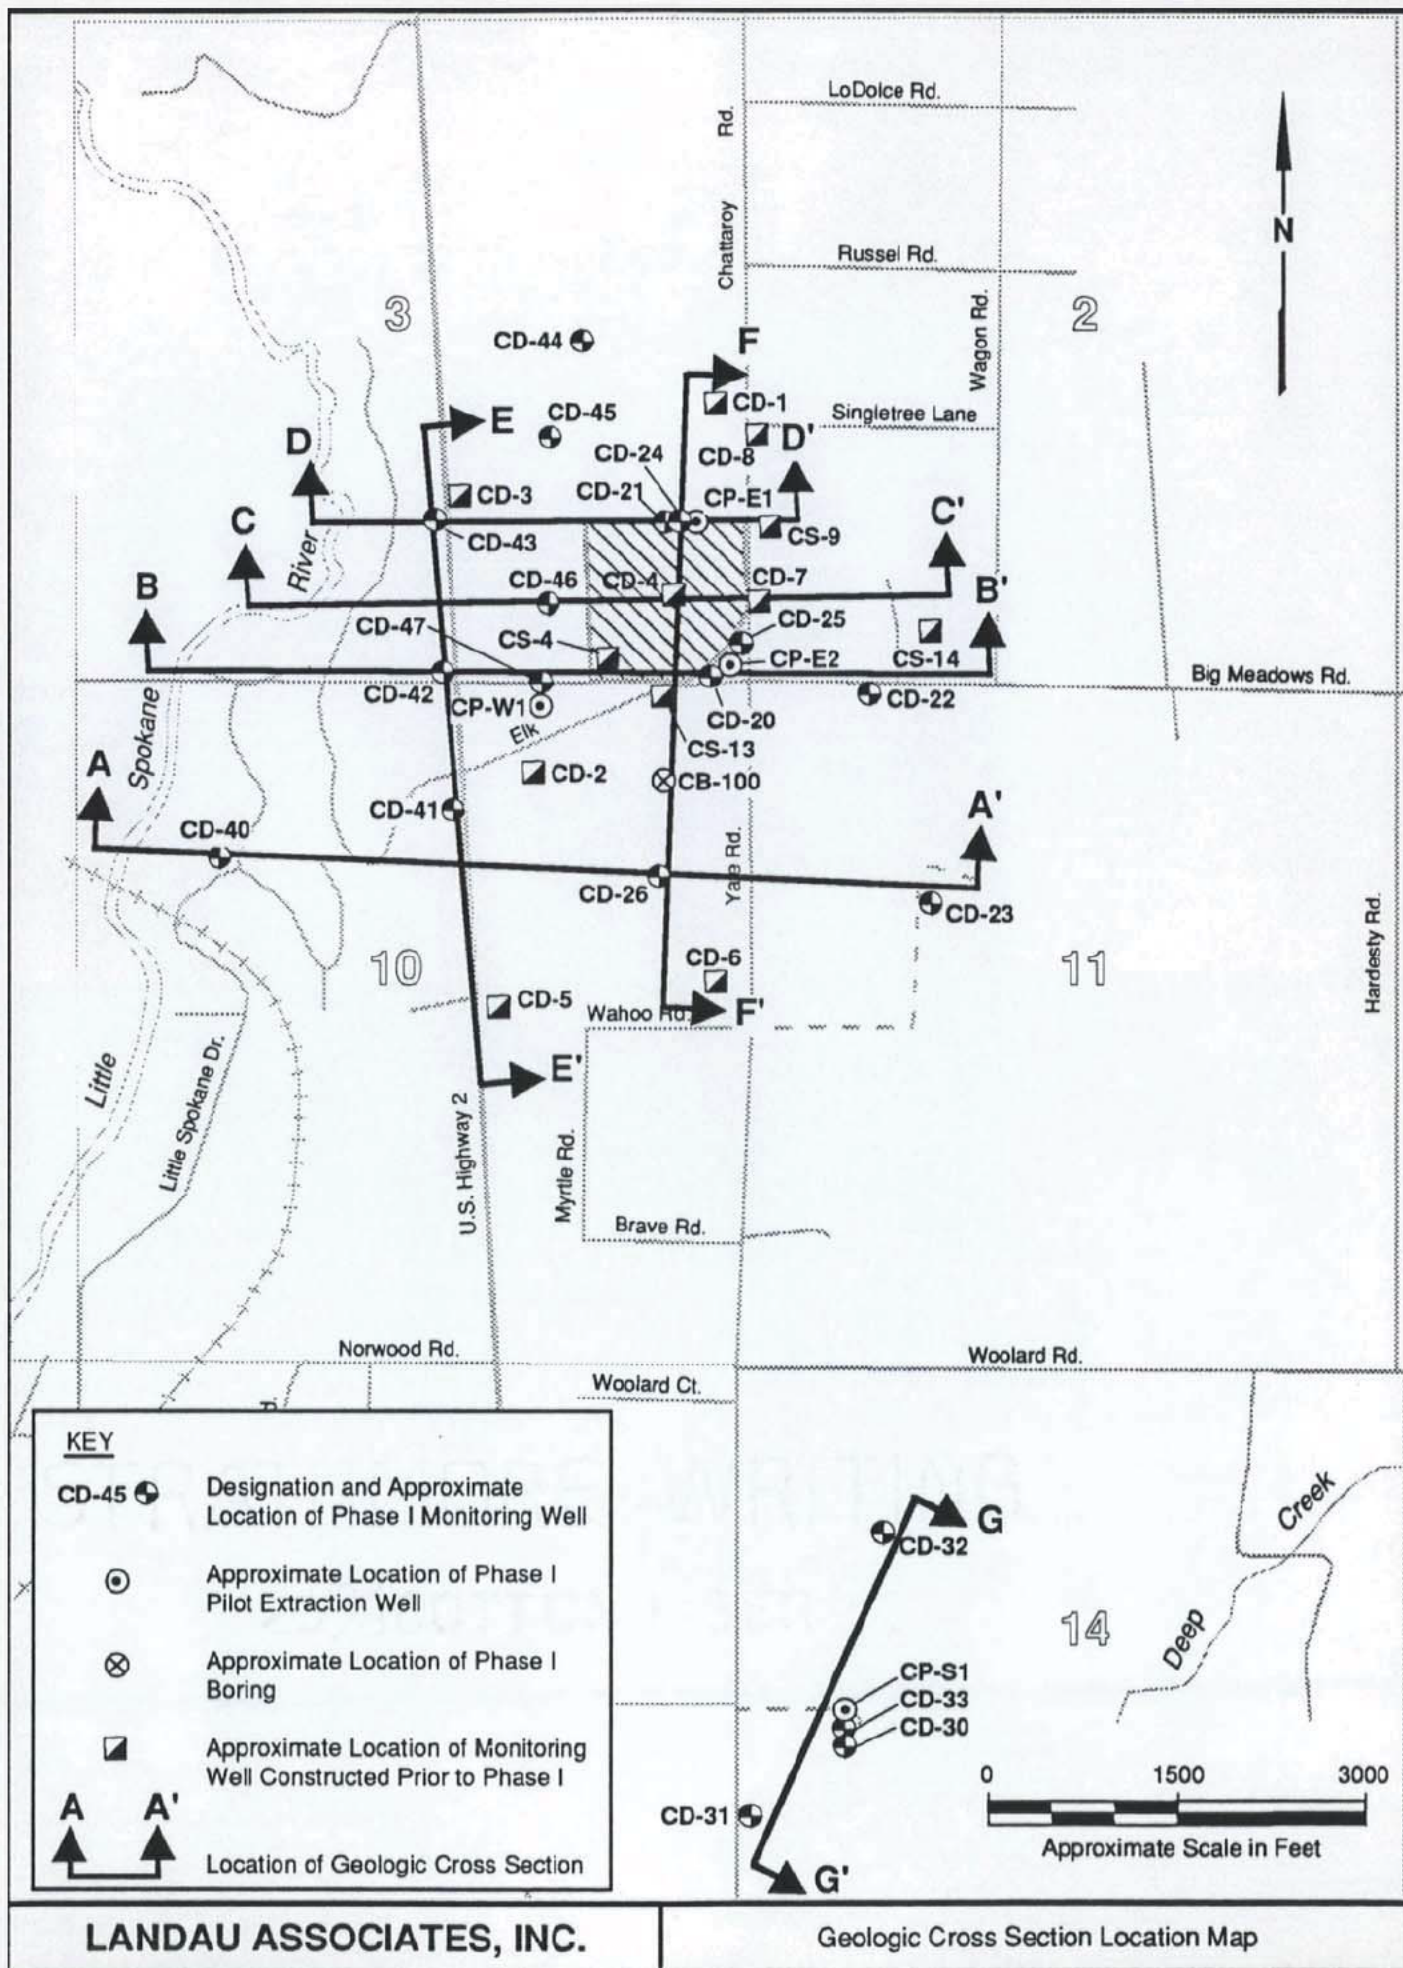 LoDolce Rd.
Chattaroy Rd.
Russel Rd.
N
3
2
Wagon Rd.
CD-44
F
CD-1
Singletree Lane
E
CD-45
D
D'
CD-24
CD-8
CD-3
CD-21
CP-E1
C
C'
CD-43
CS-9
River
B
CD-46
CD-4
CD-7
B'
CD-47
CD-25
CS-4
CP-E2
CS-14
CD-42
Big Meadows Rd.
CP-W1
CD-20
CD-22
Elk
Spokane
CS-13
A
CD-2
CB-100
A'
CD-41
CD-40
Yale Rd.
CD-26
CD-23
Hardesty Rd.
10
CD-6
11
CD-5
Wahoo Rd.
F'
E'
Little
Little Spokane Dr.
U.S. Highway 2
Myrtle Rd.
Brave Rd.
Norwood Rd.
Woolard Rd.
Woolard Ct.
KEY
CD-45
Designation and Approximate
Location of Phase I Monitoring Well
Approximate Location of Phase I
Pilot Extraction Well
Approximate Location of Phase I
Boring
Approximate Location of Monitoring
Well Constructed Prior to Phase I
A A'
Location of Geologic Cross Section
G
CD-32
Creek
14
Deep
CP-S1
CD-33
CD-30
CD-31
G'
0 1500 3000
Approximate Scale in Feet
LANDAU ASSOCIATES, INC.
Geologic Cross Section Location Map